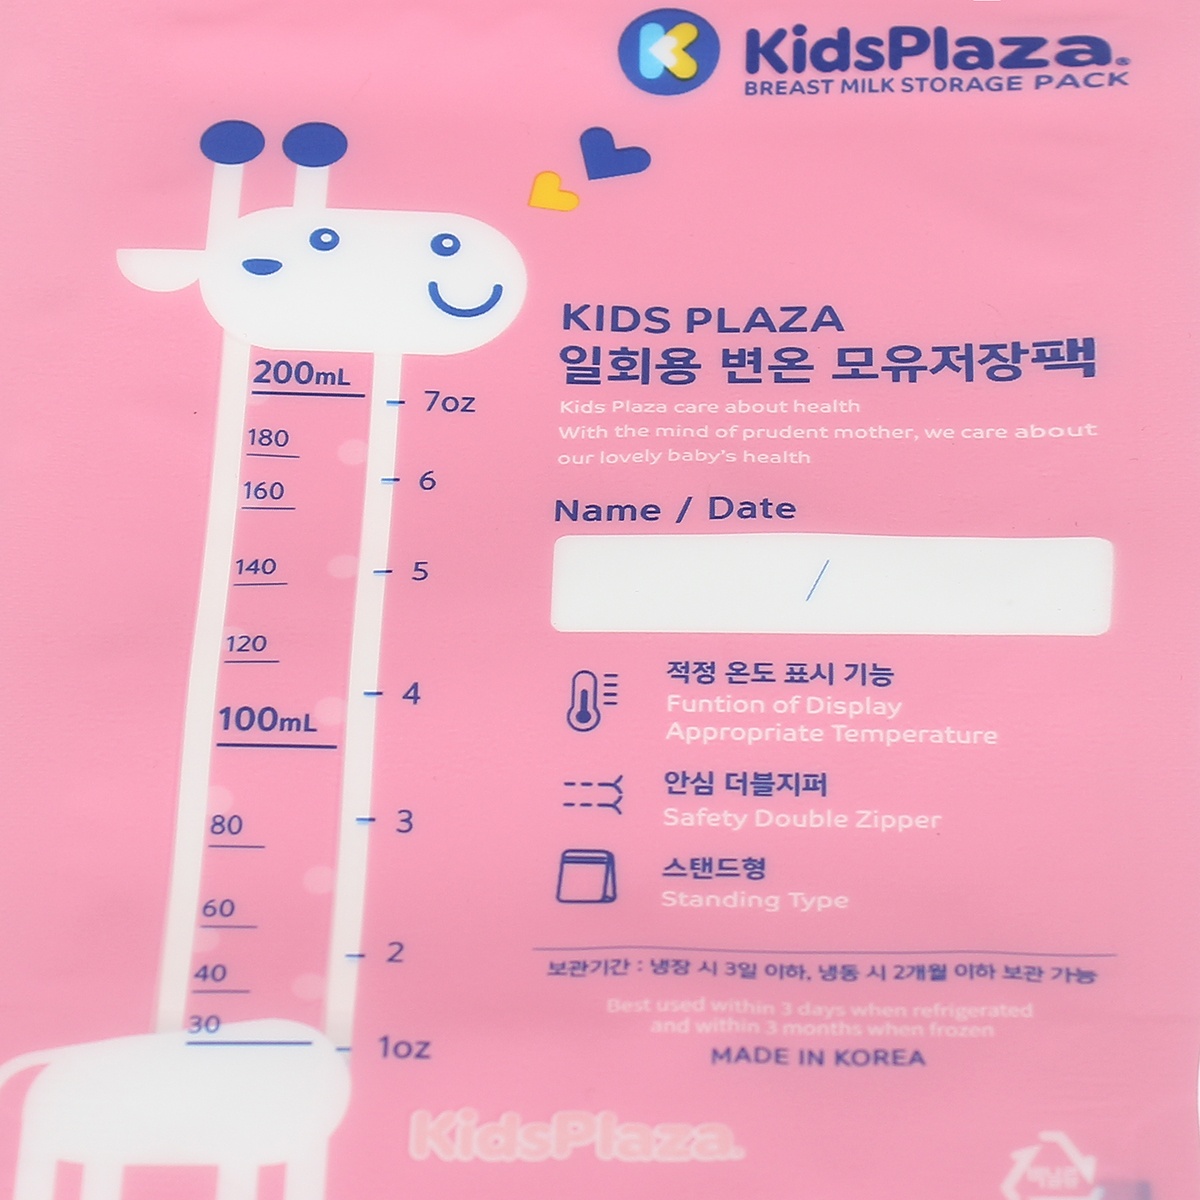 KidsPlaza®
BREAST MILK STORAGE PACK
KIDS PLAZA
일회용 변온 모유저장팩
Kids Plaza care about health
With the mind of prudent mother, we care about
our lovely baby's health
Name / Date
/
적정 온도 표시 기능
Funtion of Display
Appropriate Temperature
안심 더블지퍼
Safety Double Zipper
스탠드형
Standing Type
보관기간 : 냉장 시 3일 이하, 냉동 시 2개월 이하 보관 가능
Best used within 3 days when refrigerated
and within 3 months when frozen
MADE IN KOREA
200mL
180
160
140
120
100mL
80
60
40
30
7oz
6
5
4
3
2
1oz
KidsPlaza.
비닐류